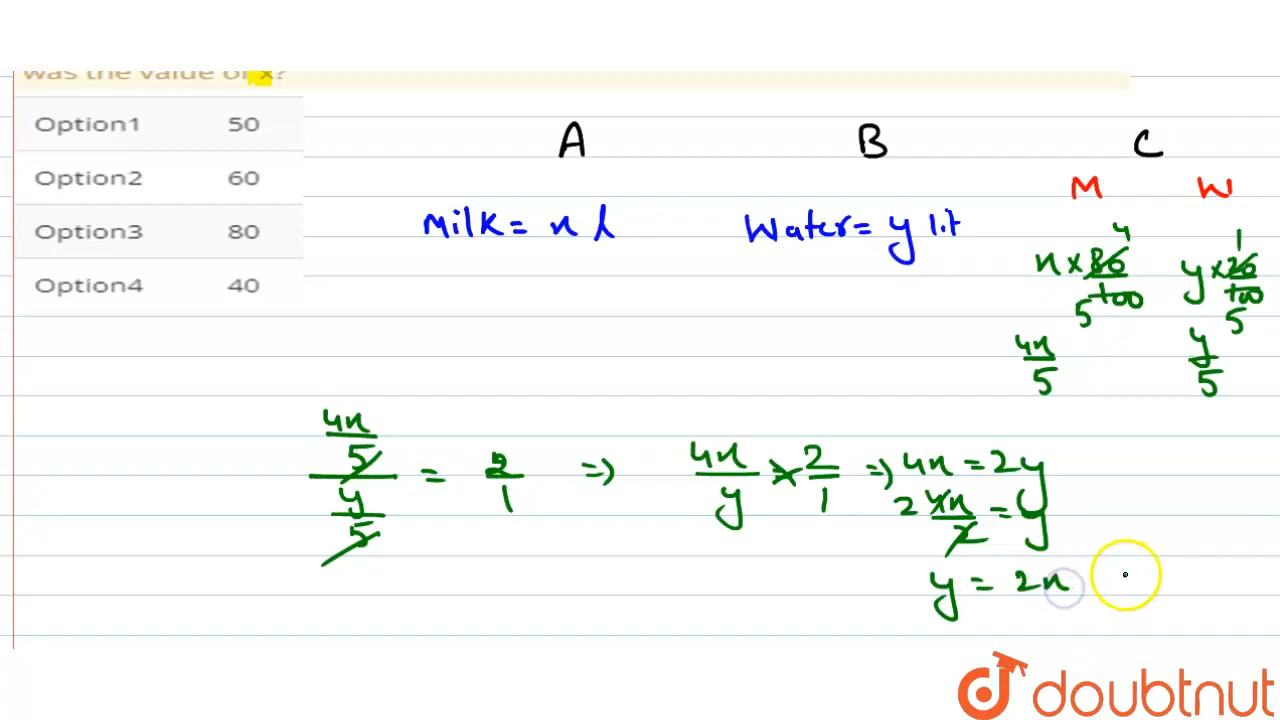 was the value of x?
Option1 50
Option2 60
Option3 80
Option4 40
A B C
M W
Milk = x l Water = y lit
x × 80/100 4 5 y × 20/100 1 5
4x/5 y/5
4x/5 / y/5 = 2/1 => 4x/y × 2/1 => 4x = 2y
2 4x/2 = y
y = 2x
doubtnut